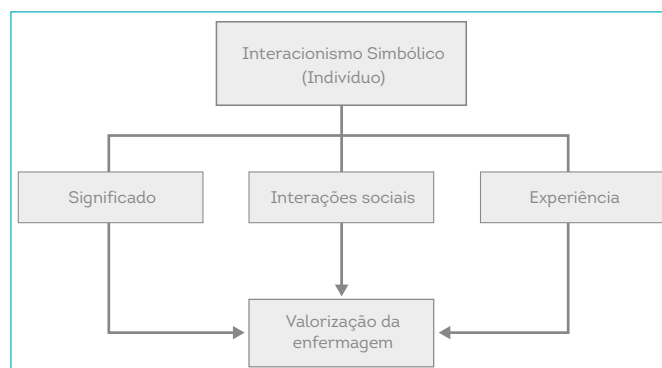 Interacionismo Simbólico
(Indivíduo)
Significado
Interações sociais
Experiência
Valorização da
enfermagem